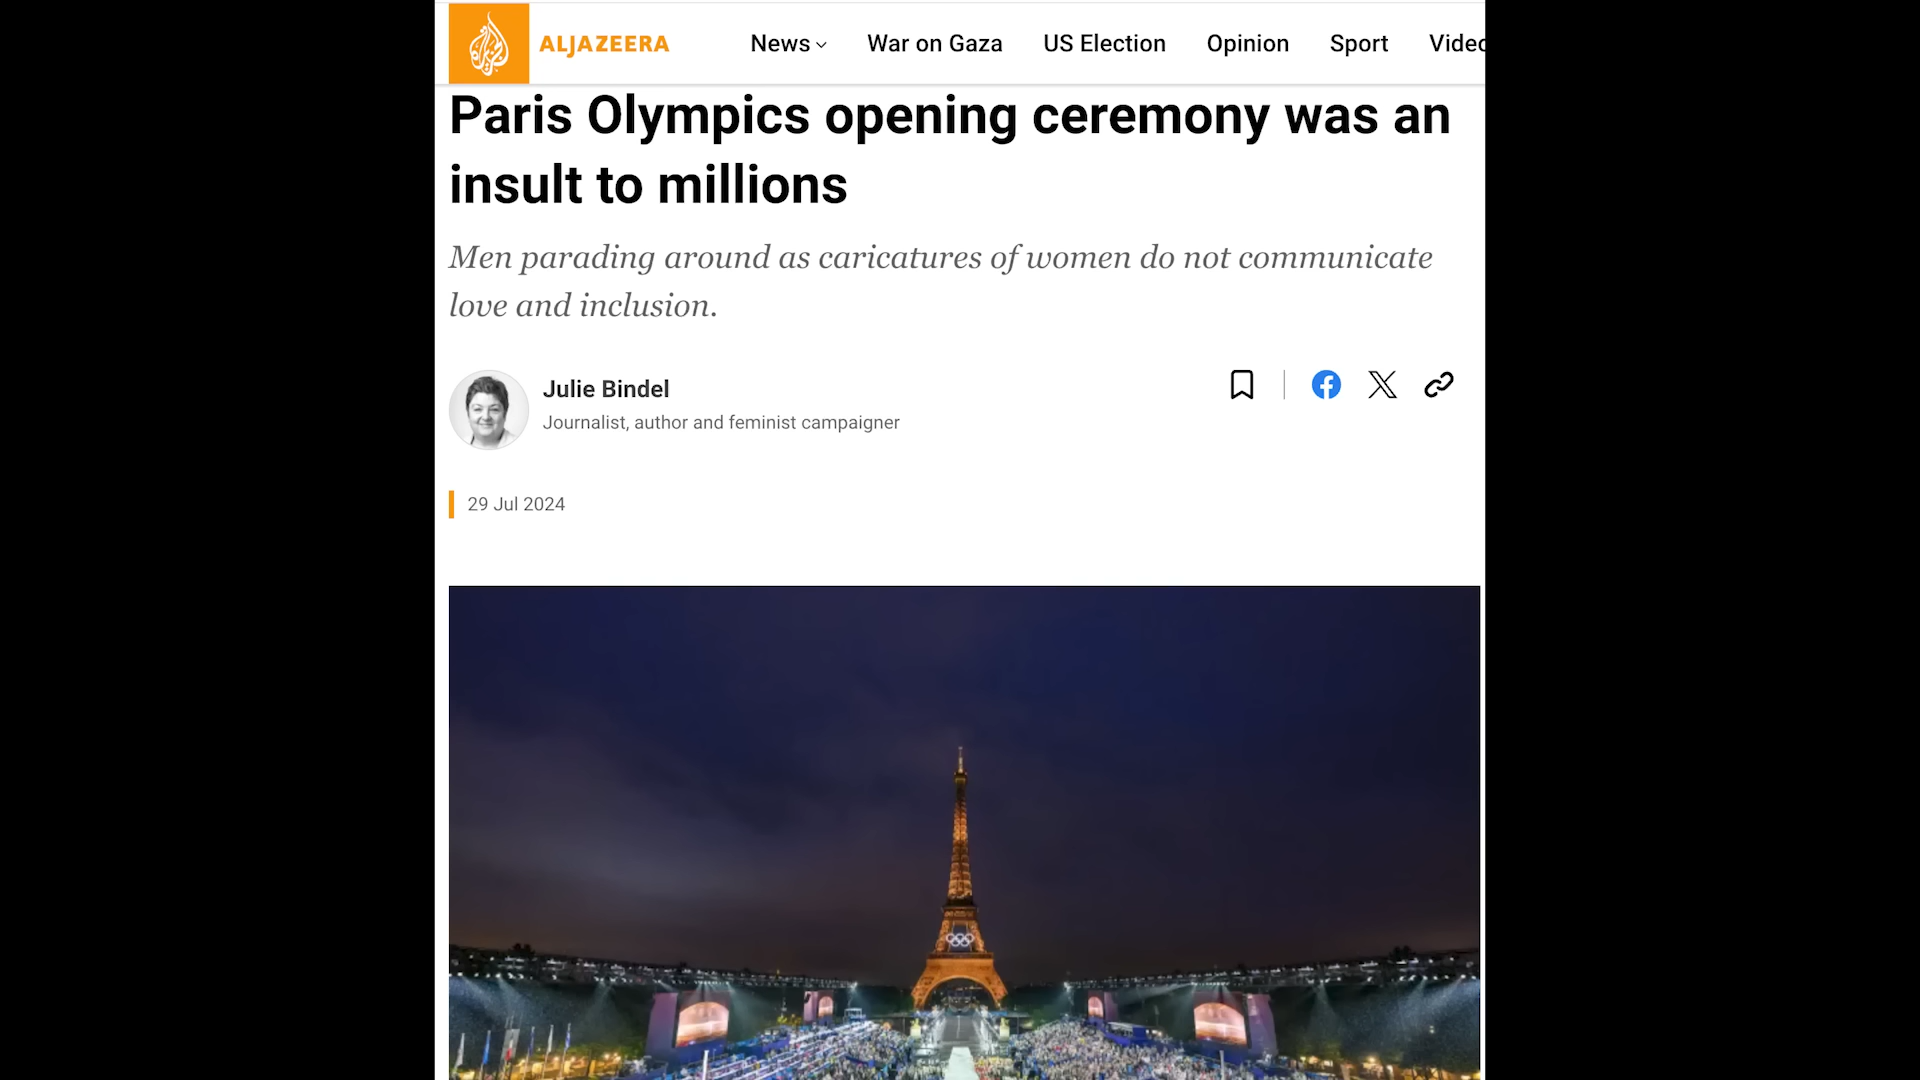 ALJAZEERA
News War on Gaza US Election Opinion Sport Videc
Paris Olympics opening ceremony was an
insult to millions
Men parading around as caricatures of women do not communicate
love and inclusion.
Julie Bindel
Journalist, author and feminist campaigner
29 Jul 2024